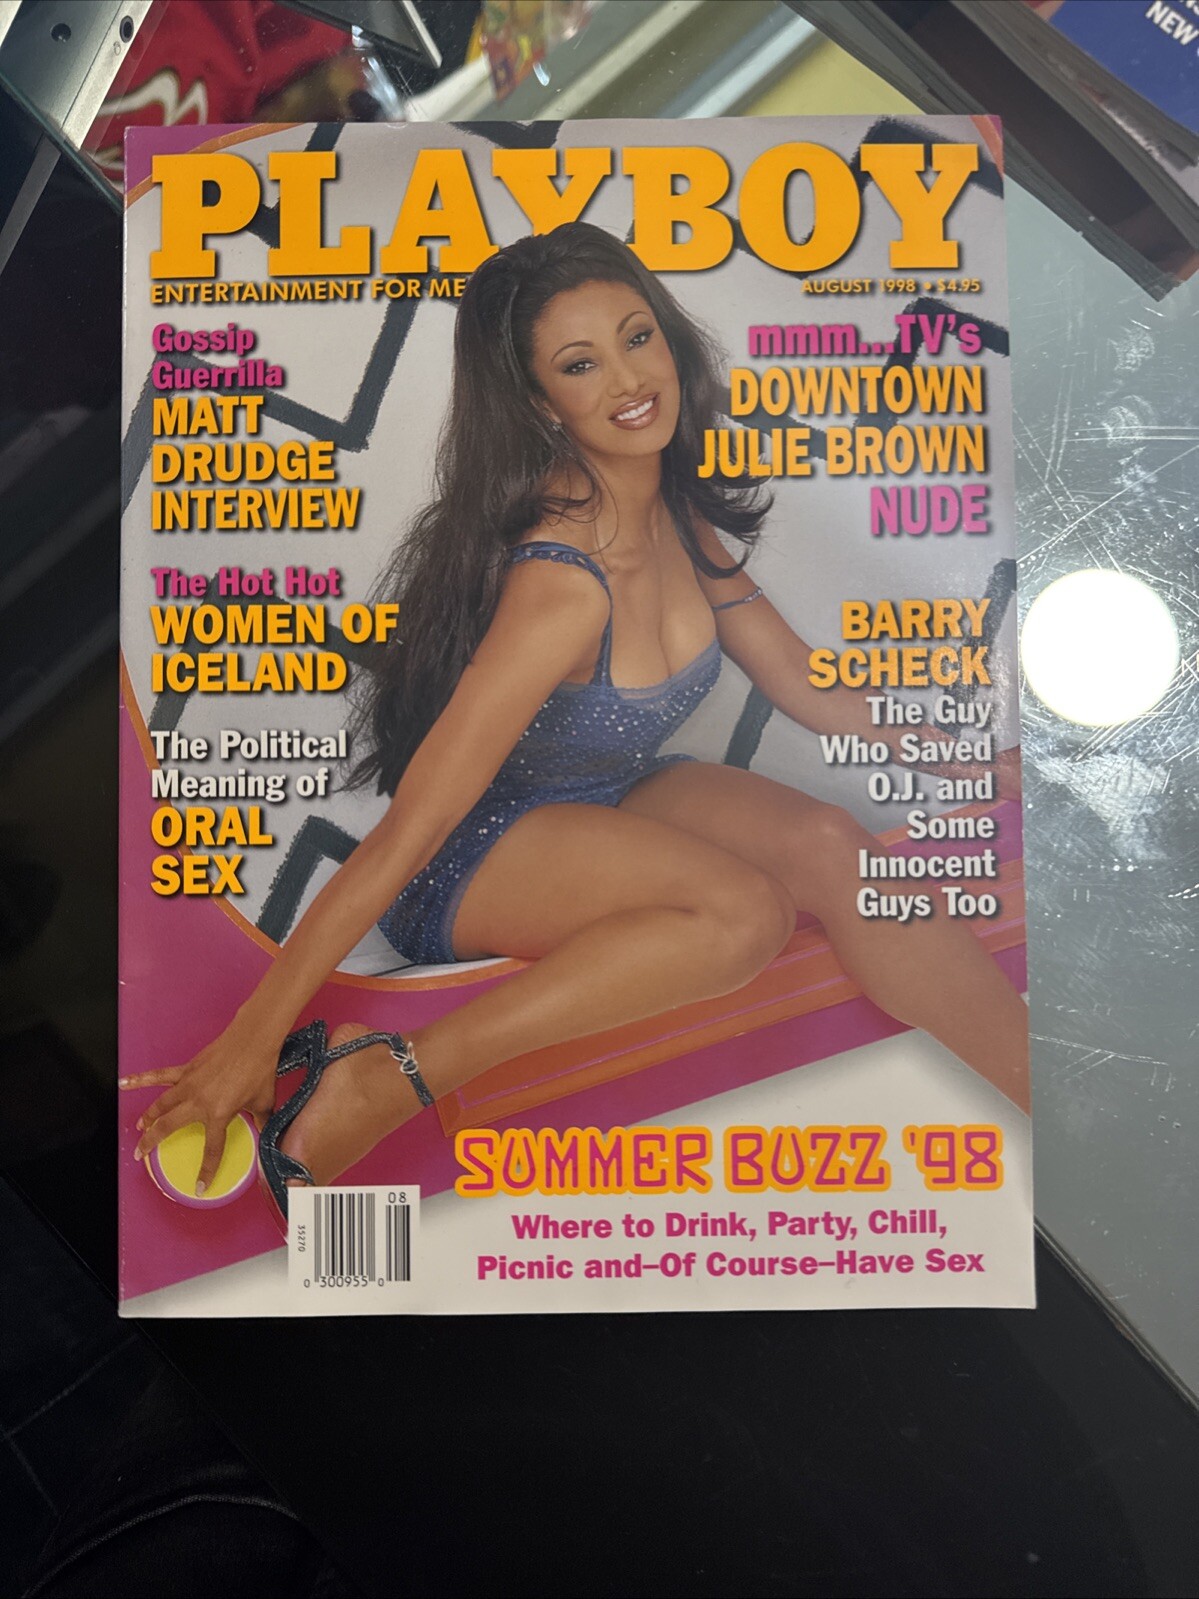 PLAYBOY
ENTERTAINMENT FOR ME
AUGUST 1998 • $4.95
Gossip
Guerrilla
MATT
DRUDGE
INTERVIEW
The Hot Hot
WOMEN OF
ICELAND
The Political
Meaning of
ORAL
SEX
mmm...TV's
DOWNTOWN
JULIE BROWN
NUDE
BARRY
SCHECK
The Guy
Who Saved
O.J. and
Some
Innocent
Guys Too
SUMMER BUZZ '98
Where to Drink, Party, Chill,
Picnic and–Of Course–Have Sex
08
35270
0 300955 0
NEW